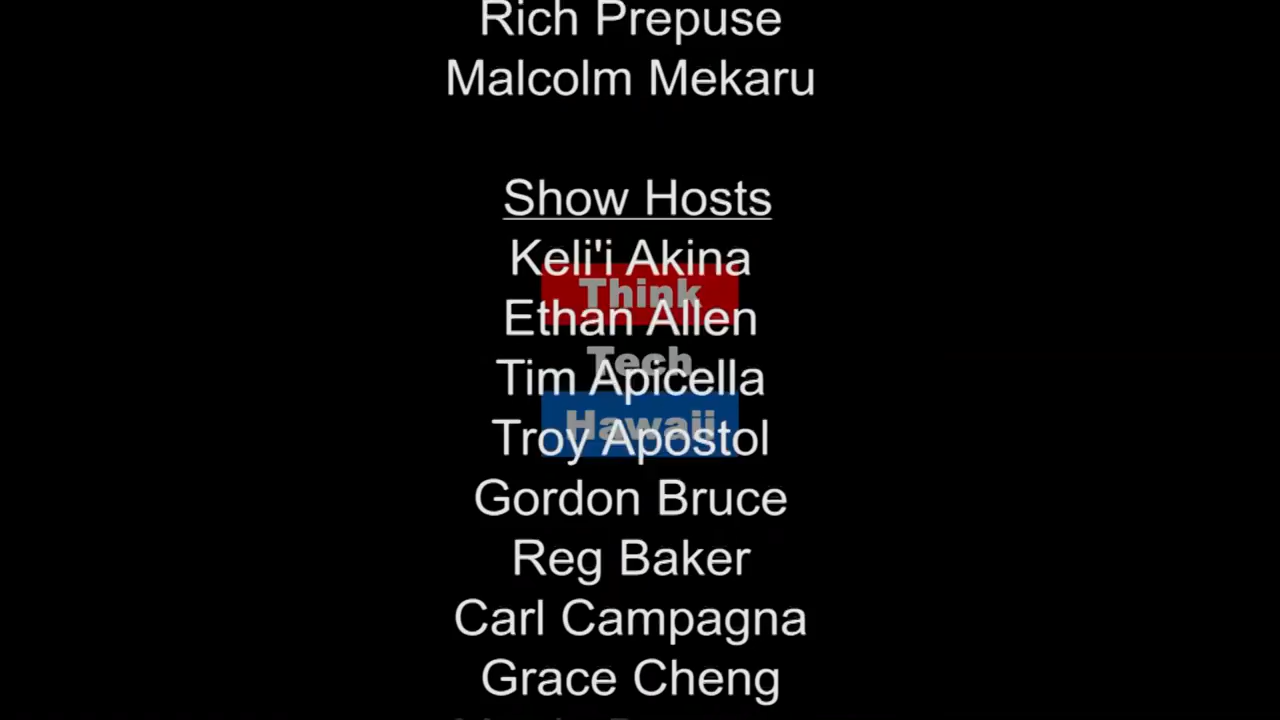 Rich Prepuse
Malcolm Mekaru
Show Hosts
Keli'i Akina
Think
Ethan Allen
Tech
Tim Apicella
Hawaii
Troy Apostol
Gordon Bruce
Reg Baker
Carl Campagna
Grace Cheng